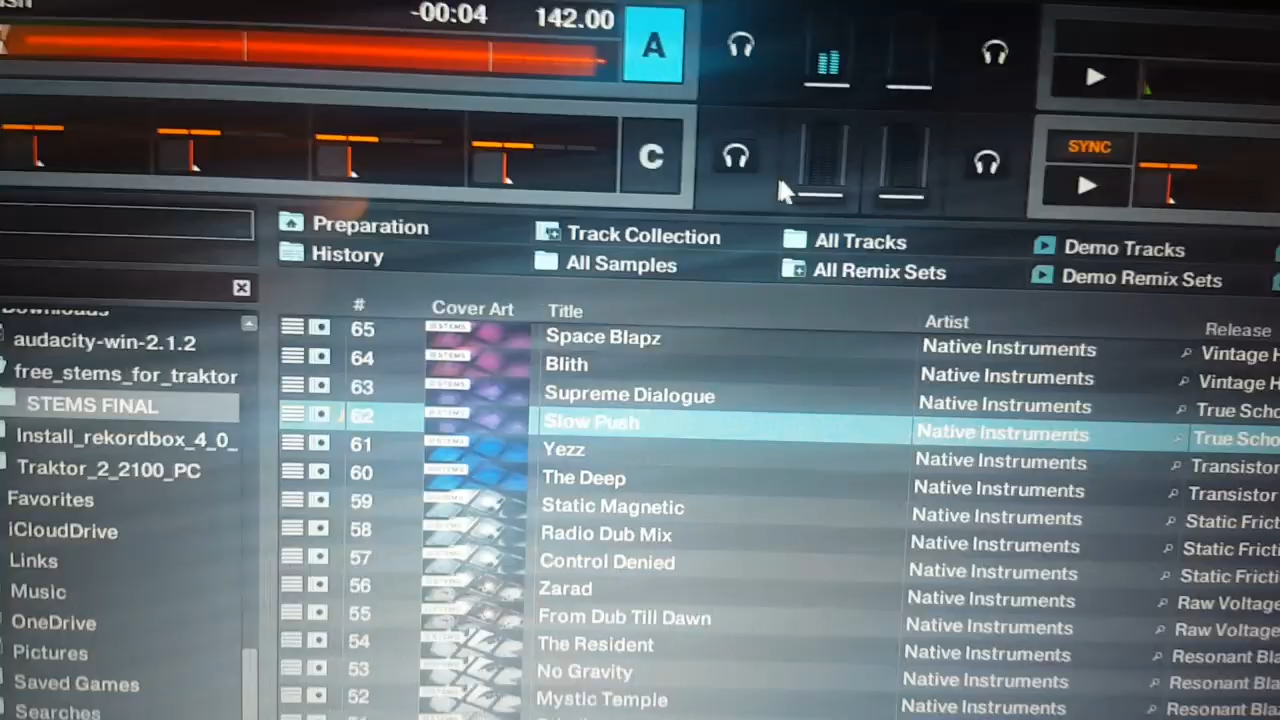 -00:04 142.00
A
C
SYNC
Preparation Track Collection All Tracks Demo Tracks
History All Samples All Remix Sets Demo Remix Sets
Downloads
audacity-win-2.1.2
free_stems_for_traktor
STEMS FINAL
Install_rekordbox_4_0_
Traktor_2_2100_PC
Favorites
iCloudDrive
Links
Music
OneDrive
Pictures
Saved Games
Searches
# Cover Art Title Artist Release
65 Space Blapz Native Instruments Vintage H
64 Blith Native Instruments Vintage H
63 Supreme Dialogue Native Instruments True Scho
62 Slow Push Native Instruments True Scho
61 Yezz Native Instruments Transistor
60 The Deep Native Instruments Transistor
59 Static Magnetic Native Instruments Static Frict
58 Radio Dub Mix Native Instruments Static Fricti
57 Control Denied Native Instruments Static Fricti
56 Zarad Native Instruments Raw Voltage
55 From Dub Till Dawn Native Instruments Raw Voltage
54 The Resident Native Instruments Resonant Bla
53 No Gravity Native Instruments Resonant Bla
52 Mystic Temple Native Instruments Resonant Bla